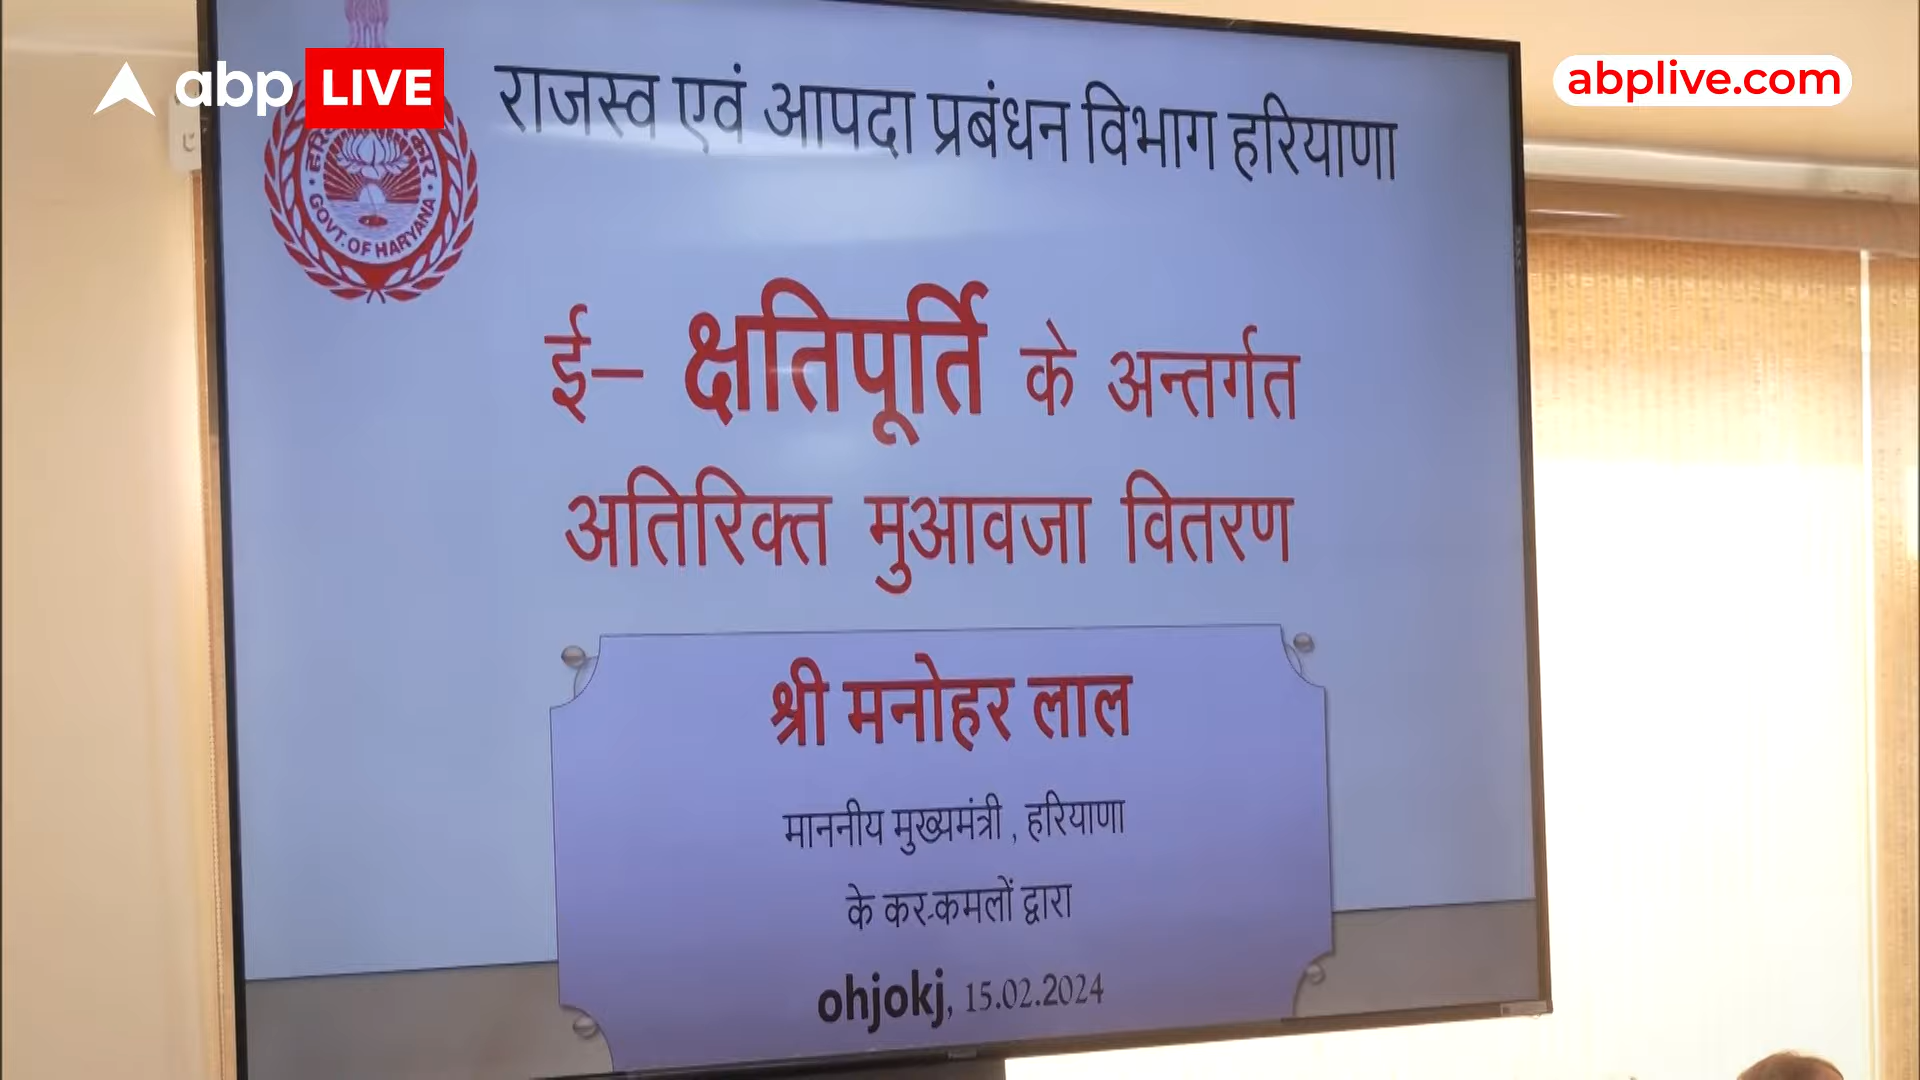 abp LIVE
abplive.com
राजस्व एवं आपदा प्रबंधन विभाग हरियाणा
GOVT. OF HARYANA
ई– क्षतिपूर्ति के अन्तर्गत
अतिरिक्त मुआवजा वितरण
श्री मनोहर लाल
माननीय मुख्यमंत्री , हरियाणा
के कर-कमलों द्वारा
ohjokj, 15.02.2024